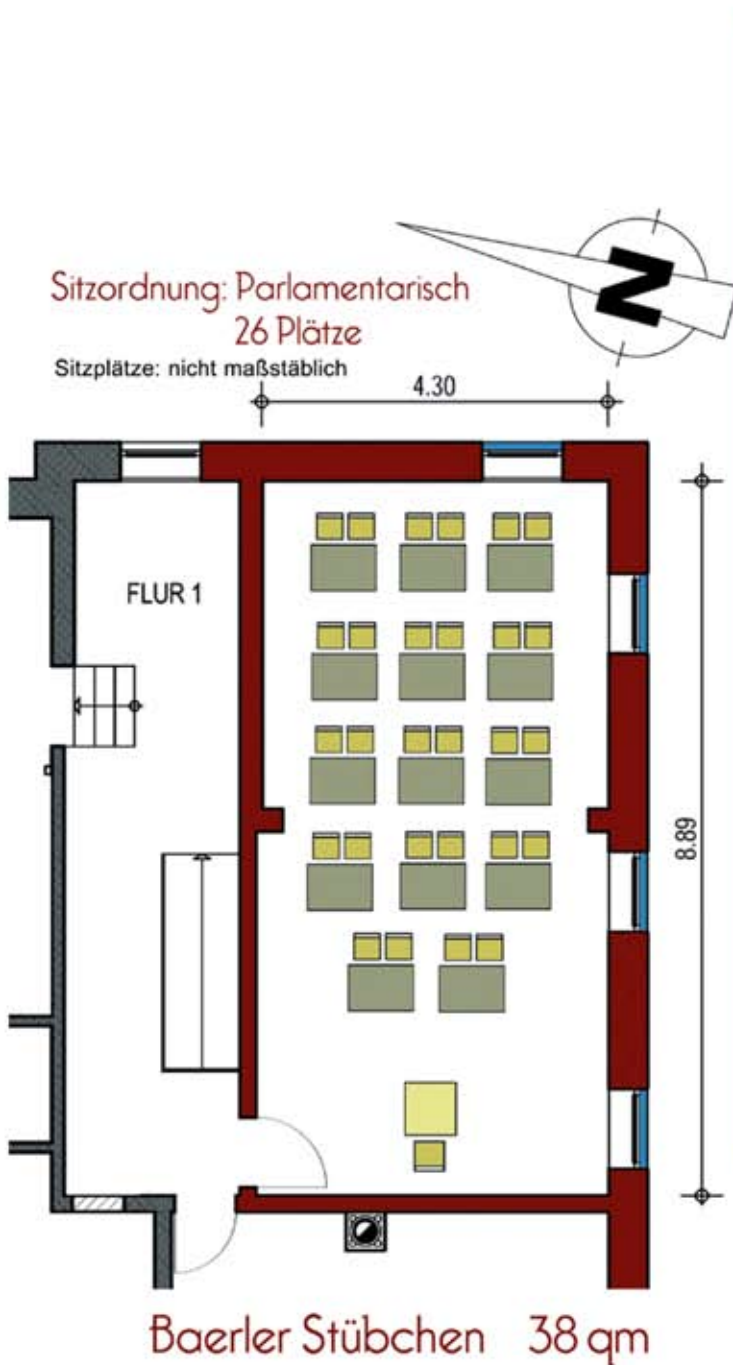 Sitzordnung: Parlamentarisch
26 Plätze
Sitzplätze: nicht maßstäblich
N
4.30
FLUR 1
8.89
Baerler Stübchen 38 qm